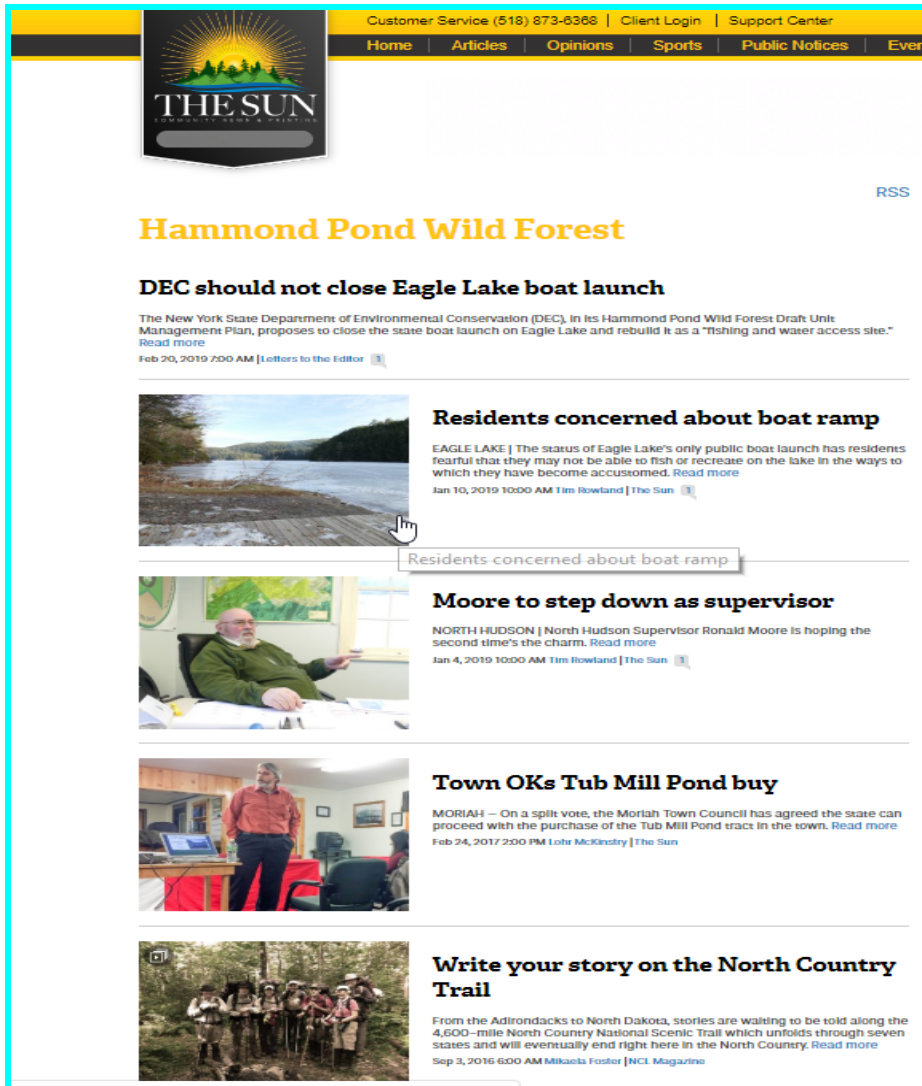 Customer Service (518) 873-6368 | Client Login | Support Center
Home | Articles | Opinions | Sports | Public Notices | Even
THE SUN
COMMUNITY NEWS & PRINTING
RSS
Hammond Pond Wild Forest
DEC should not close Eagle Lake boat launch
The New York State Department of Environmental Conservation (DEC), in its Hammond Pond Wild Forest Draft Unit
Management Plan, proposes to close the state boat launch on Eagle Lake and rebuild it as a "fishing and water access site."
Read more
Feb 20, 2019 7:00 AM | Letters to the Editor 1
Residents concerned about boat ramp
EAGLE LAKE | The status of Eagle Lake's only public boat launch has residents
fearful that they may not be able to fish or recreate on the lake in the ways to
which they have become accustomed. Read more
Jan 10, 2019 10:00 AM Tim Rowland | The Sun 1
Residents concerned about boat ramp
Moore to step down as supervisor
NORTH HUDSON | North Hudson Supervisor Ronald Moore is hoping the
second time's the charm. Read more
Jan 4, 2019 10:00 AM Tim Rowland | The Sun 1
Town OKs Tub Mill Pond buy
MORIAH — On a split vote, the Moriah Town Council has agreed the state can
proceed with the purchase of the Tub Mill Pond tract in the town. Read more
Feb 24, 2017 2:00 PM Lohr McKinstry | The Sun
Write your story on the North Country
Trail
From the Adirondacks to North Dakota, stories are waiting to be told along the
4,600-mile North Country National Scenic Trail which unfolds through seven
states and will eventually end right here in the North Country. Read more
Sep 3, 2016 6:00 AM Mikaela Foster | NCL Magazine